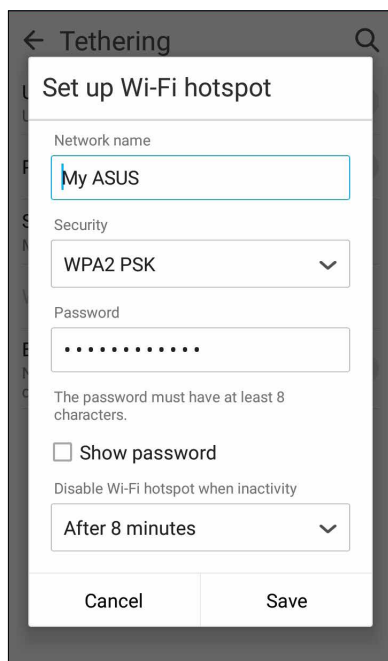 Tethering
Set up Wi-Fi hotspot
Network name
My ASUS
Security
WPA2 PSK
Password
••••••••••••
The password must have at least 8
characters.
Show password
Disable Wi-Fi hotspot when inactivity
After 8 minutes
Cancel
Save